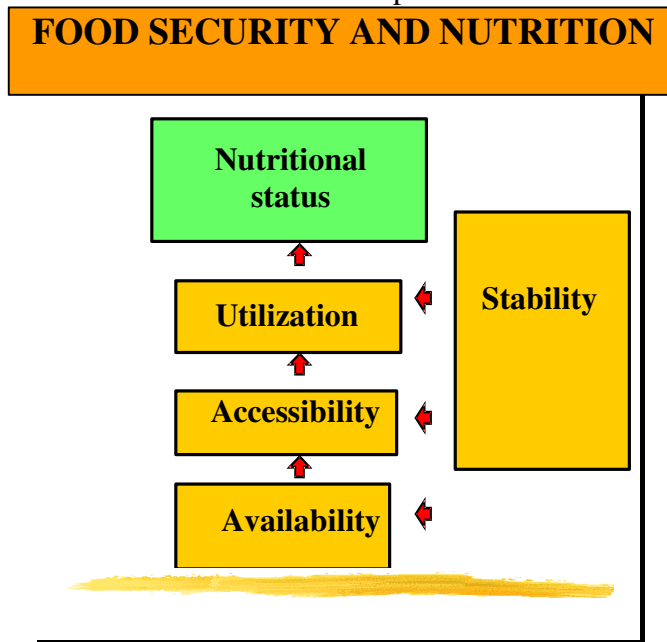 FOOD SECURITY AND NUTRITION
Nutritional
status
Utilization
Stability
Accessibility
Availability